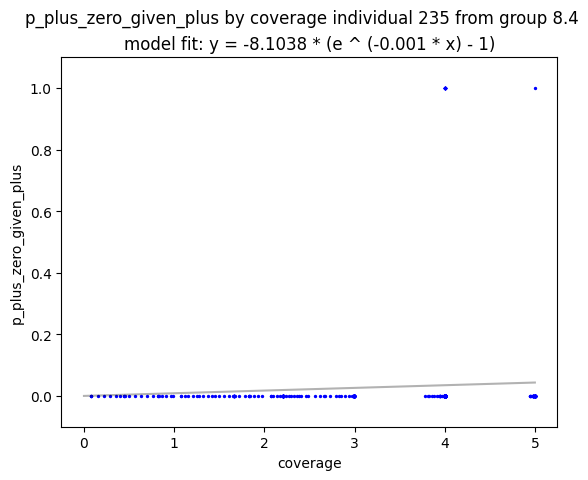 p_plus_zero_given_plus by coverage individual 235 from group 8.4
model fit: y = -8.1038 * (e ^ (-0.001 * x) - 1)
1.0
0.8
0.6
0.4
0.2
0.0
p_plus_zero_given_plus
0 1 2 3 4 5
coverage